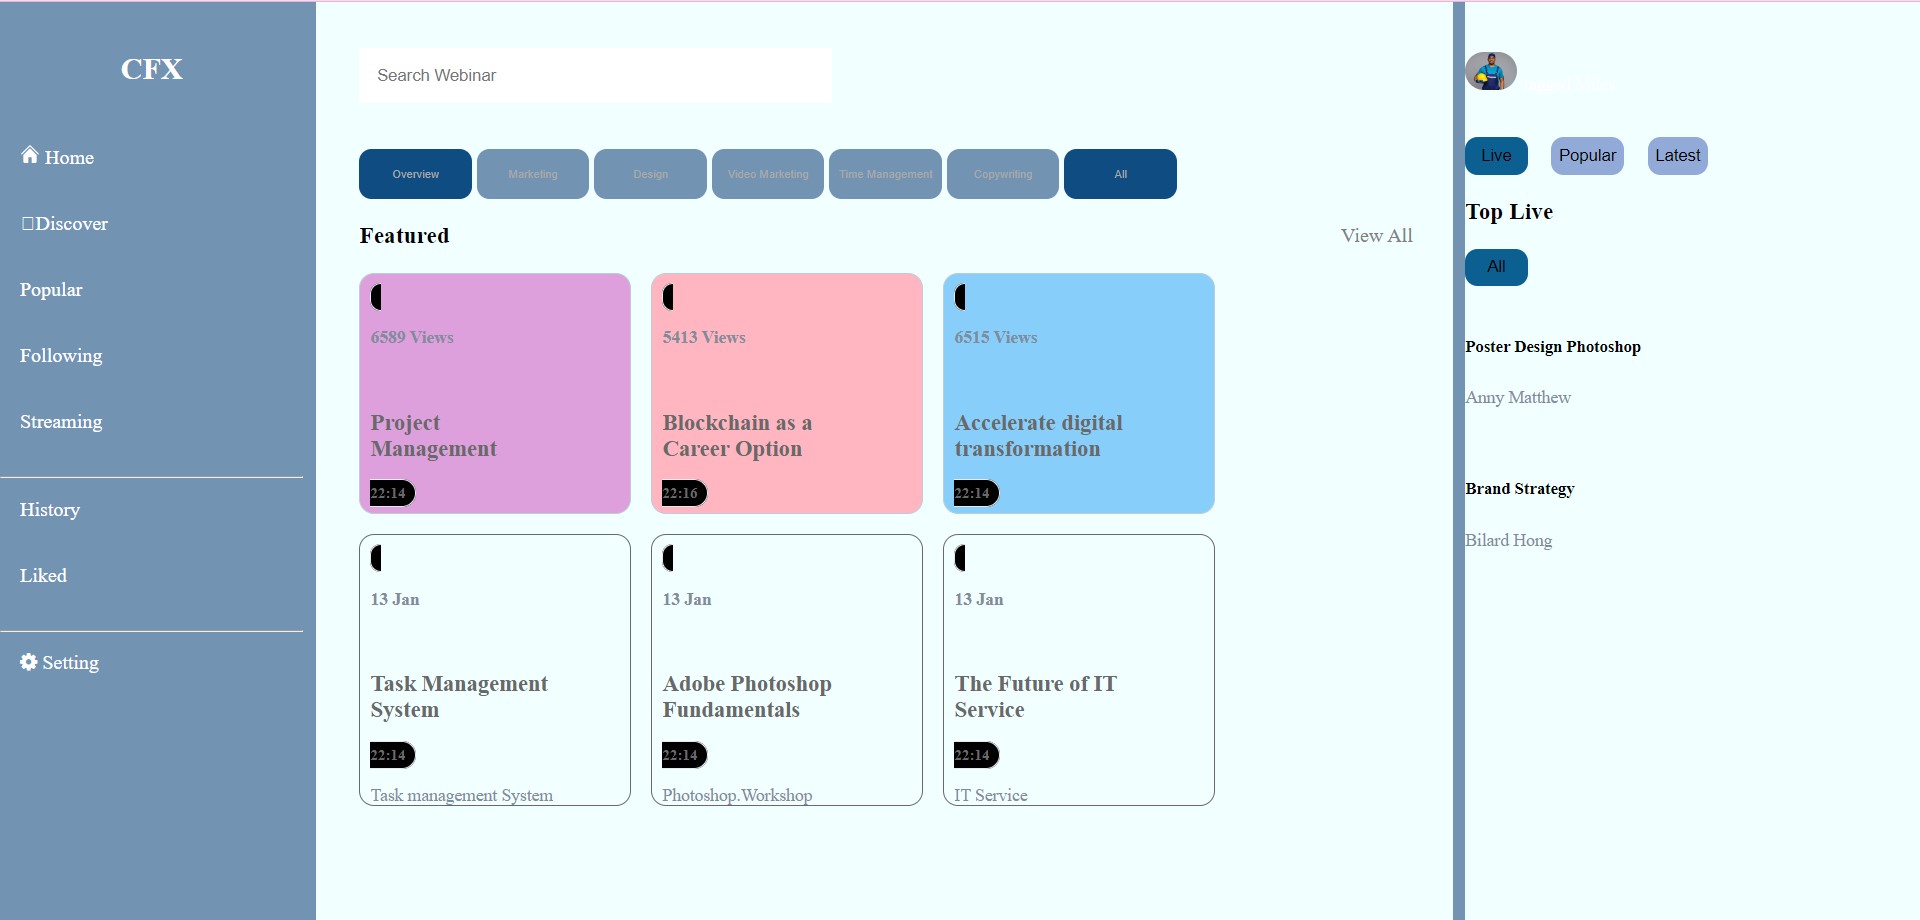 CFX
Home
Discover
Popular
Following
Streaming
History
Liked
Setting
Search Webinar
Overview
Marketing
Design
Video Marketing
Time Management
Copywriting
All
Featured
View All
6589 Views
Project
Management
22:14
5413 Views
Blockchain as a
Career Option
22:16
6515 Views
Accelerate digital
transformation
22:14
13 Jan
Task Management
System
22:14
Task management System
13 Jan
Adobe Photoshop
Fundamentals
22:14
Photoshop.Workshop
13 Jan
The Future of IT
Service
22:14
IT Service
Live
Popular
Latest
Top Live
All
Poster Design Photoshop
Anny Matthew
Brand Strategy
Bilard Hong